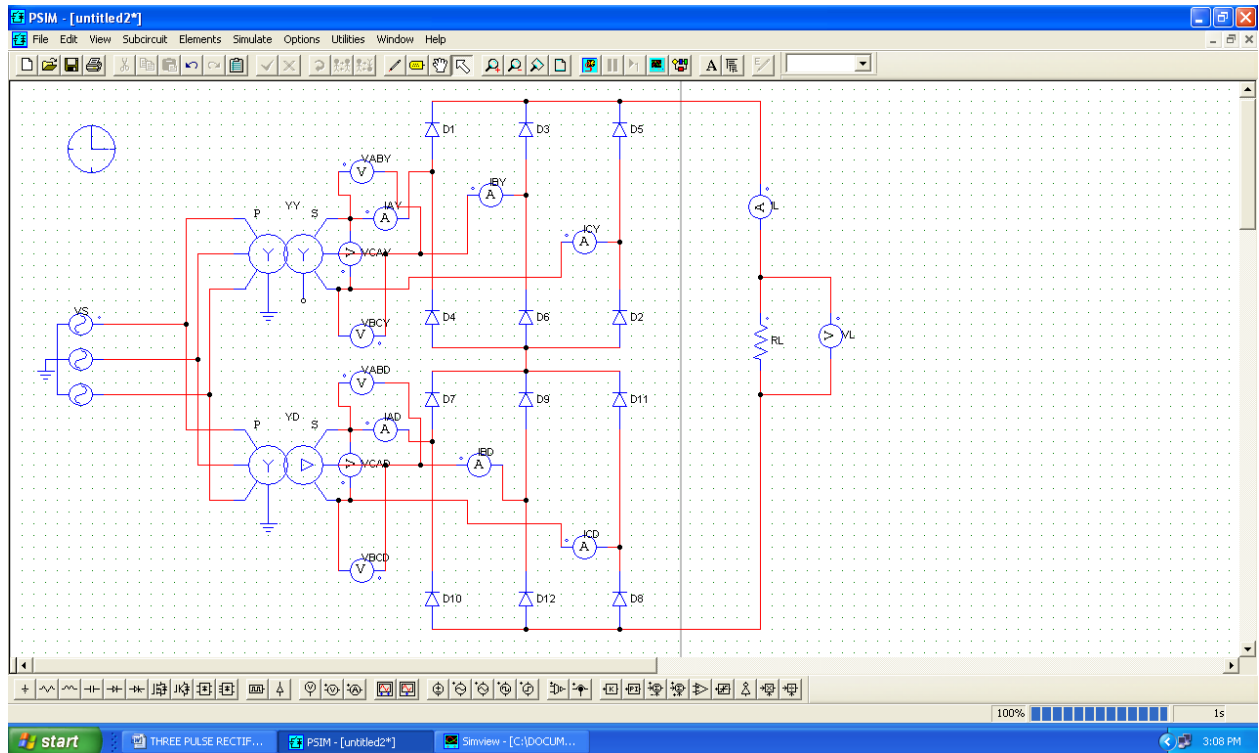 PSIM - [untitled2*]
File Edit View Subcircuit Elements Simulate Options Utilities Window Help
D1 D3 D5
VABY
V
IBY
A
YY
P S
IAY
A
A
ICY
A
Y Y
V VCAY
VS
VBCY
V
D4 D6 D2
RL
V VL
VABD
V
D7 D9 D11
YD
P S
IAD
A
IBD
A
Y
V VCAD
ICD
A
VBCD
V
D10 D12 D8
100% 1s
start THREE PULSE RECTIF... PSIM - [untitled2*] Simview - [C:\DOCUM... 3:08 PM